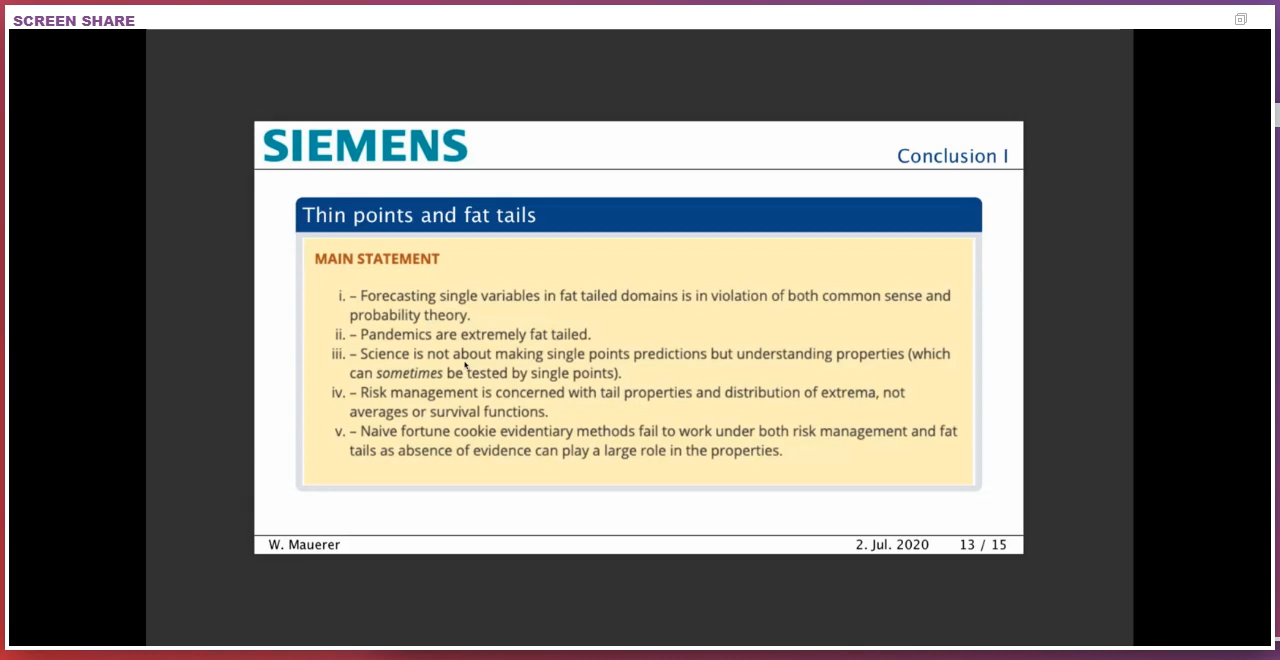 SCREEN SHARE
SIEMENS
Conclusion I
Thin points and fat tails
MAIN STATEMENT
i. – Forecasting single variables in fat tailed domains is in violation of both common sense and
probability theory.
ii. – Pandemics are extremely fat tailed.
iii. – Science is not about making single points predictions but understanding properties (which
can sometimes be tested by single points).
iv. – Risk management is concerned with tail properties and distribution of extrema, not
averages or survival functions.
v. – Naive fortune cookie evidentiary methods fail to work under both risk management and fat
tails as absence of evidence can play a large role in the properties.
W. Mauerer
2. Jul. 2020 13 / 15